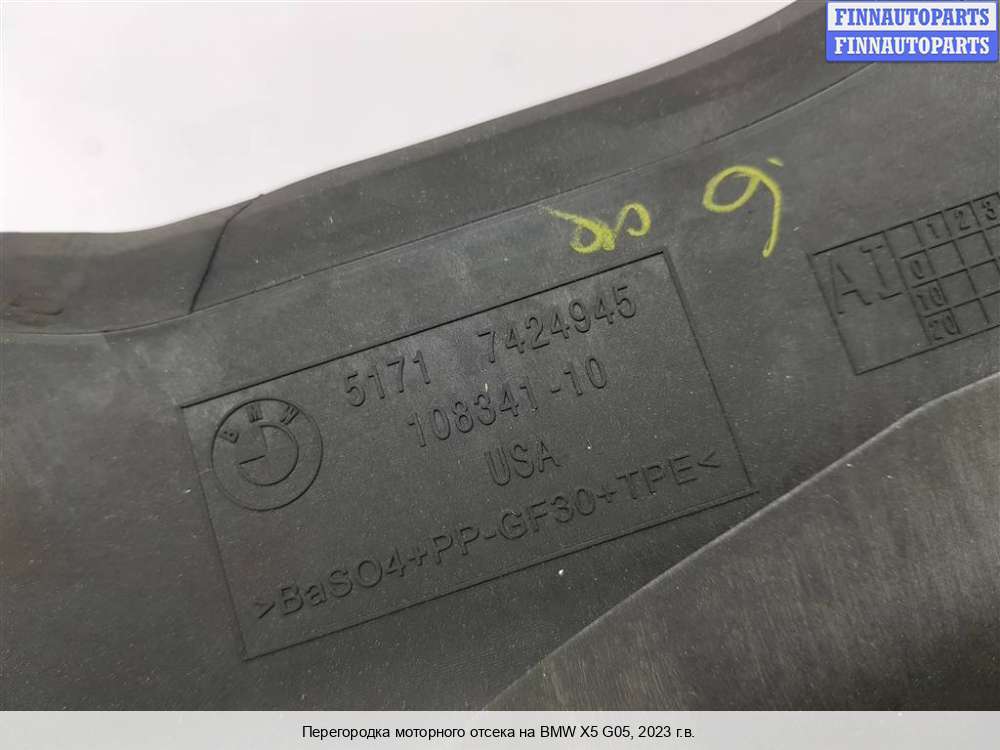 FINNAUTOPARTS
FINNAUTOPARTS
AI
1 2 3
0
10
20
5171 7424945
108341-10
BMW
USA
>BaSO4+PP-GF30+TPE<
Перегородка моторного отсека на BMW X5 G05, 2023 г.в.